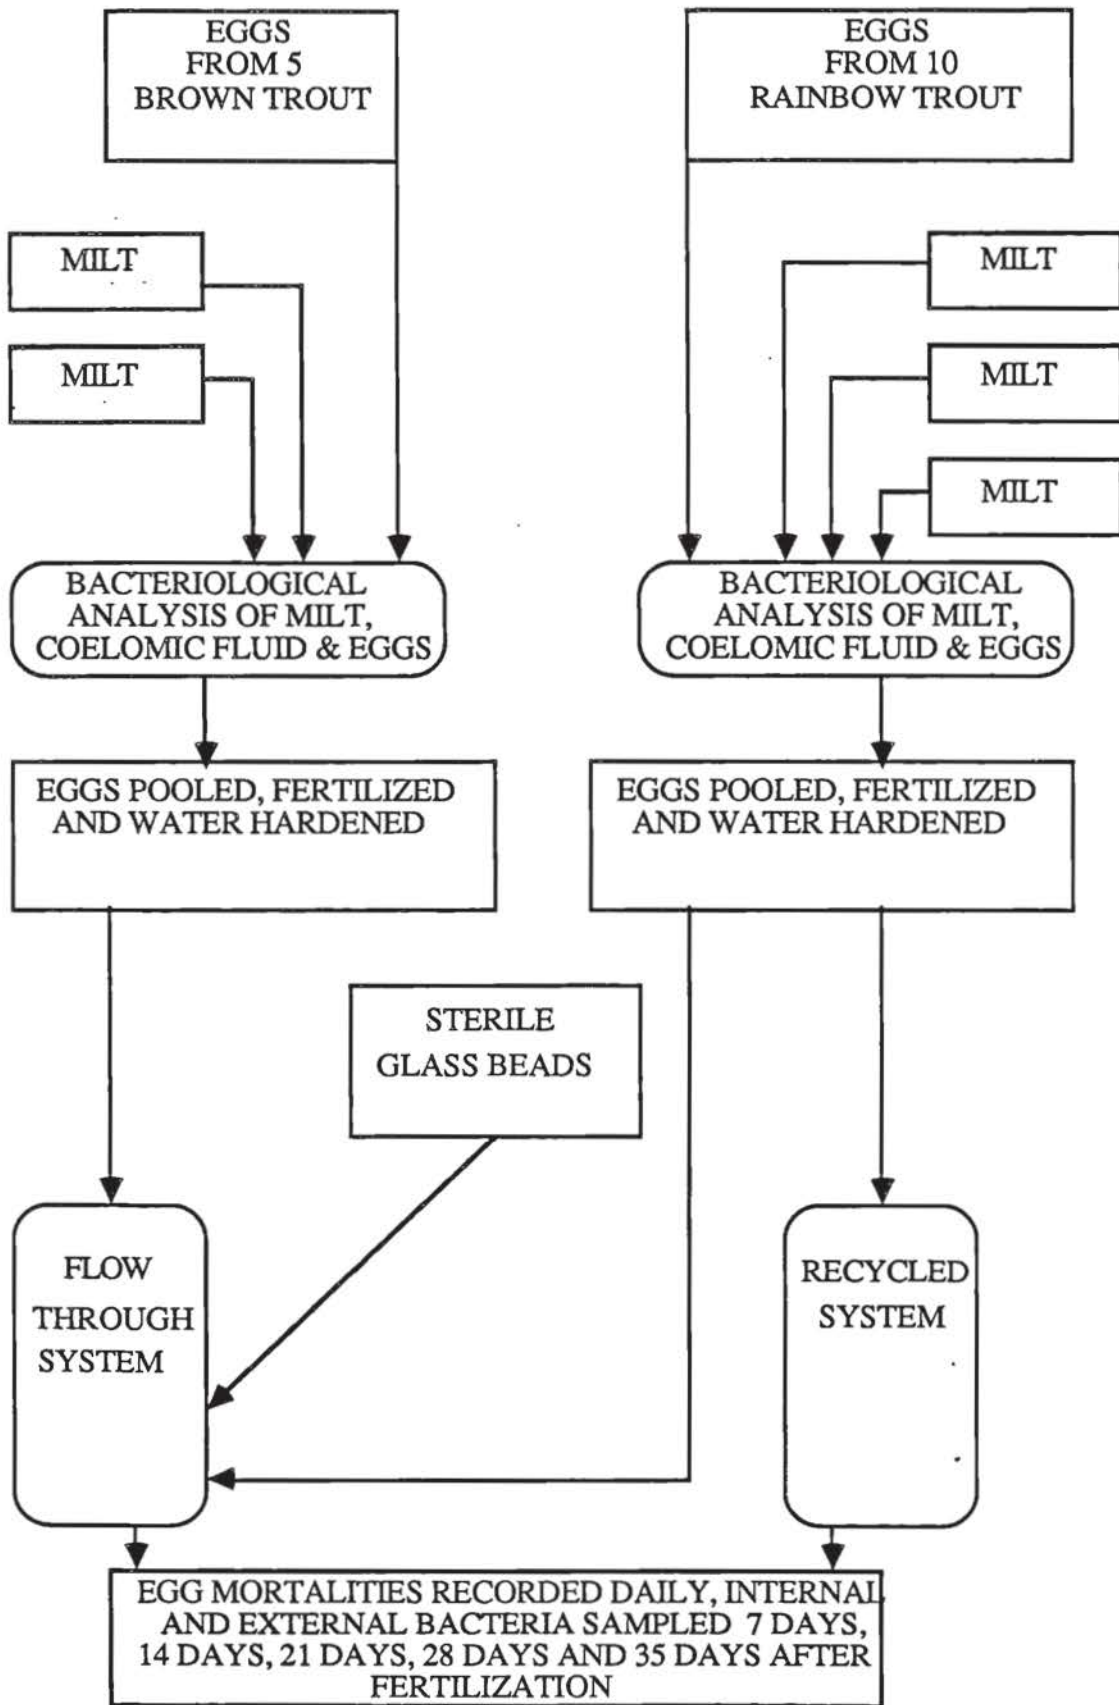 EGGS
FROM 5
BROWN TROUT
EGGS
FROM 10
RAINBOW TROUT
MILT
MILT
MILT
MILT
MILT
BACTERIOLOGICAL
ANALYSIS OF MILT,
COELOMIC FLUID & EGGS
BACTERIOLOGICAL
ANALYSIS OF MILT,
COELOMIC FLUID & EGGS
EGGS POOLED, FERTILIZED
AND WATER HARDENED
EGGS POOLED, FERTILIZED
AND WATER HARDENED
STERILE
GLASS BEADS
FLOW
THROUGH
SYSTEM
RECYCLED
SYSTEM
EGG MORTALITIES RECORDED DAILY, INTERNAL
AND EXTERNAL BACTERIA SAMPLED 7 DAYS,
14 DAYS, 21 DAYS, 28 DAYS AND 35 DAYS AFTER
FERTILIZATION